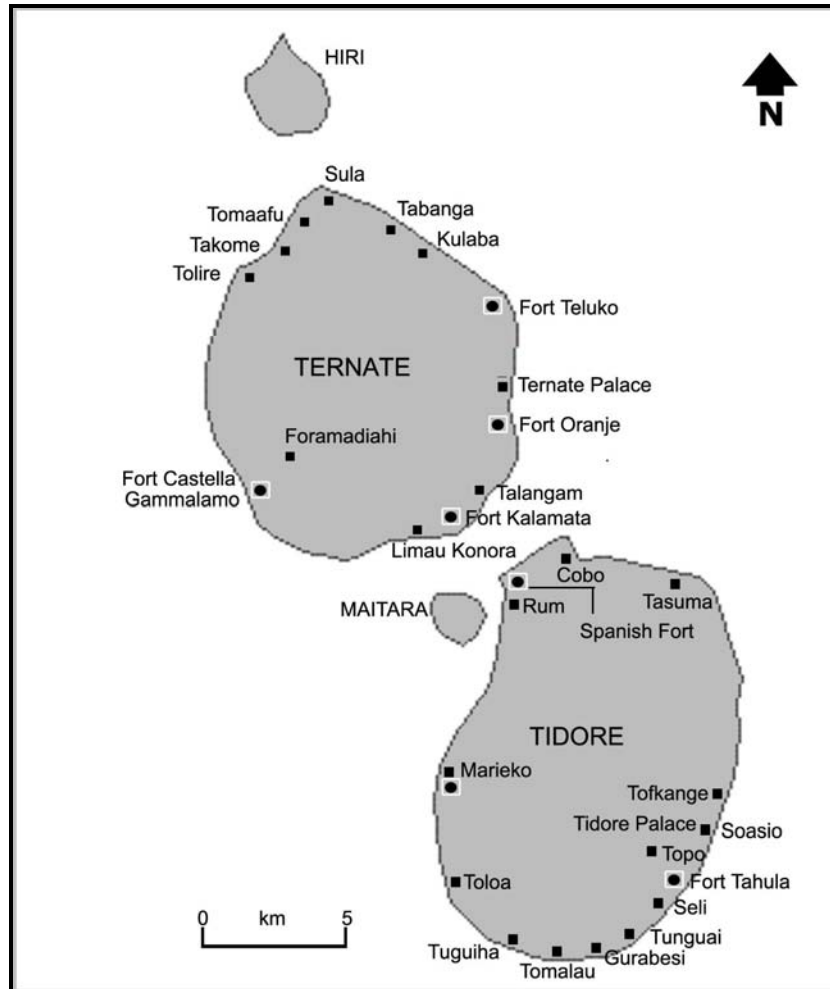 HIRI
N
Sula
Tomaafu
Tabanga
Takome
Kulaba
Tolire
Fort Teluko
TERNATE
Ternate Palace
Fort Oranje
Foramadiahi
Fort Castella
Gammalamo
Talangam
Fort Kalamata
Limau Konora
Cobo
MAITARA
Rum
Tasuma
Spanish Fort
TIDORE
Marieko
Tofkange
Tidore Palace
Soasio
Topo
Toloa
Fort Tahula
Seli
0 km 5
Tunguai
Tuguiha
Gurabesi
Tomalau